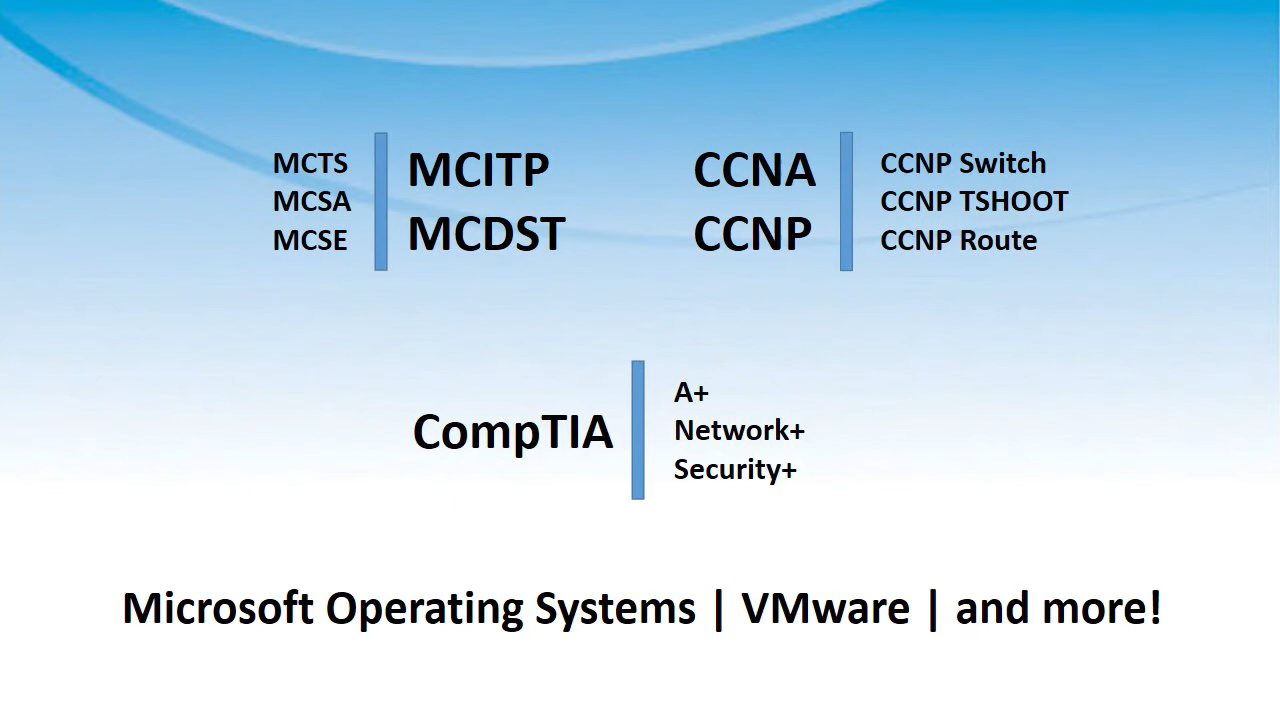 MCTS
MCSA
MCSE
MCITP
MCDST
CCNA
CCNP
CCNP Switch
CCNP TSHOOT
CCNP Route
CompTIA
A+
Network+
Security+
Microsoft Operating Systems | VMware | and more!